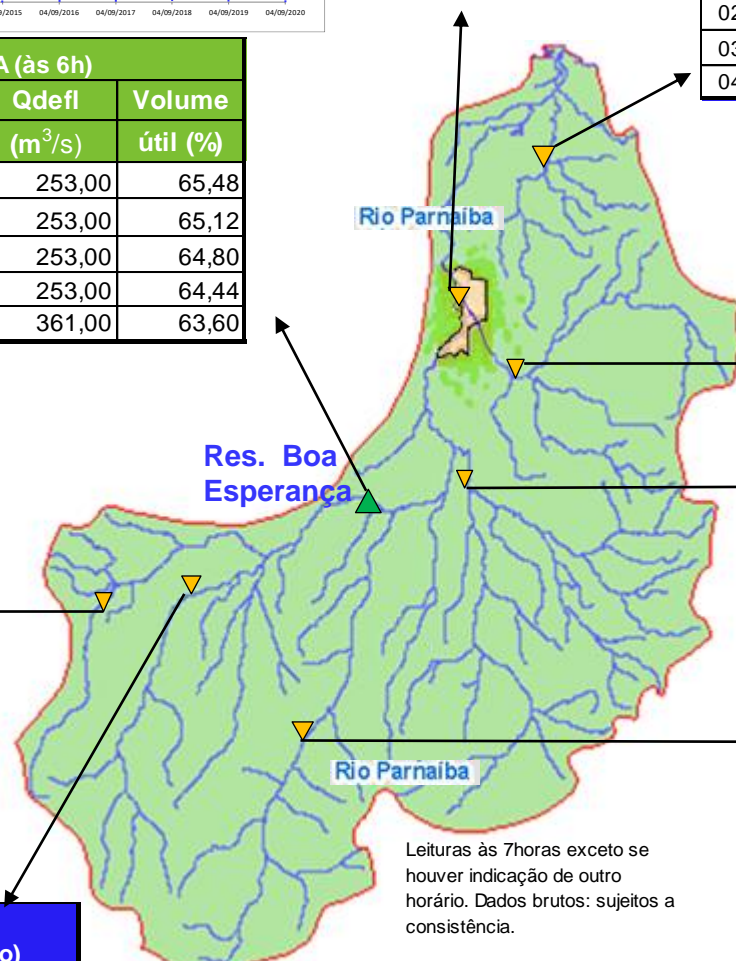 04/09/2016 04/09/2017 04/09/2018 04/09/2019 04/09/2020
02
03
04
(às 6h)
Qdefl Volume
(m³/s) útil (%)
253,00 65,48
253,00 65,12
253,00 64,80
253,00 64,44
361,00 63,60
Rio Parnaíba
Res. Boa
Esperança
Rio Parnaíba
Leituras às 7horas exceto se
houver indicação de outro
horário. Dados brutos: sujeitos a
consistência.